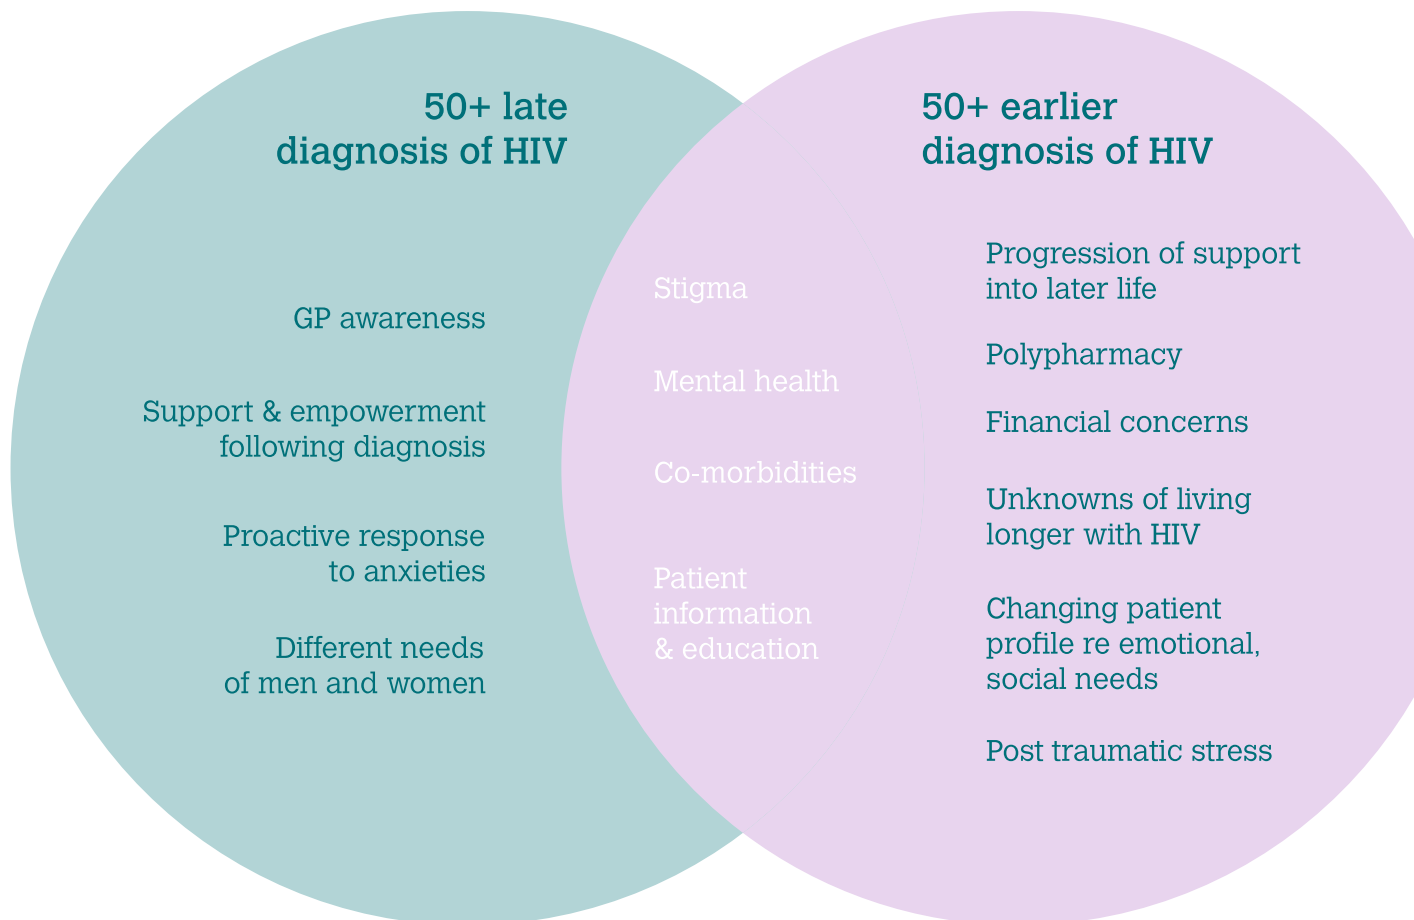 50+ late
diagnosis of HIV
GP awareness
Support & empowerment
following diagnosis
Proactive response
to anxieties
Different needs
of men and women
Stigma
Mental health
Co-morbidities
Patient
information
& education
50+ earlier
diagnosis of HIV
Progression of support
into later life
Polypharmacy
Financial concerns
Unknowns of living
longer with HIV
Changing patient
profile re emotional,
social needs
Post traumatic stress